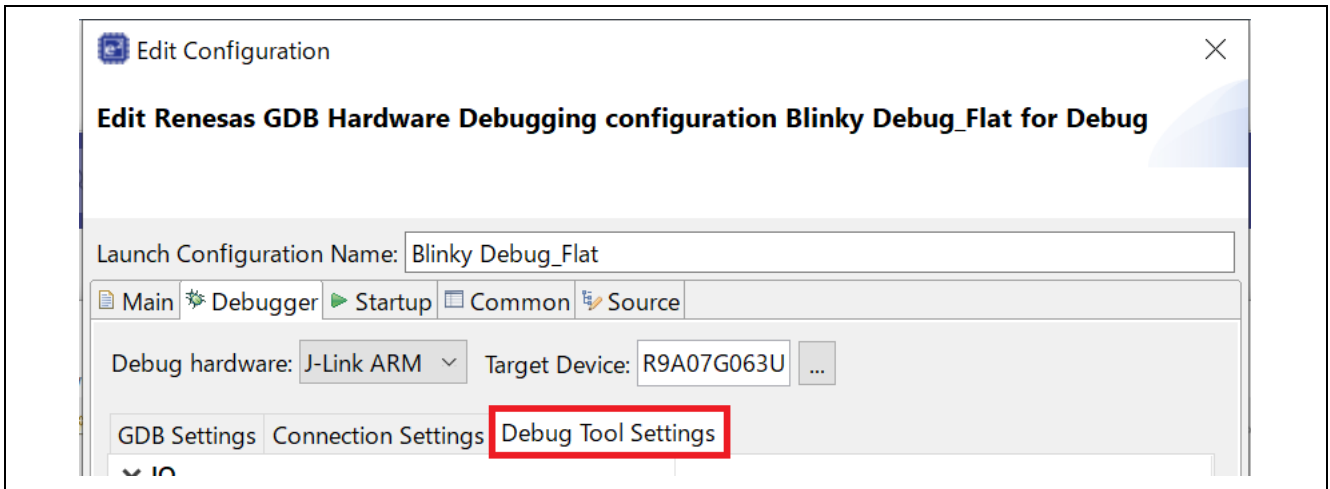 Edit Configuration
Edit Renesas GDB Hardware Debugging configuration Blinky Debug_Flat for Debug
Launch Configuration Name: Blinky Debug_Flat
Main Debugger Startup Common Source
Debug hardware: J-Link ARM Target Device: R9A07G063U ...
GDB Settings Connection Settings Debug Tool Settings
IO